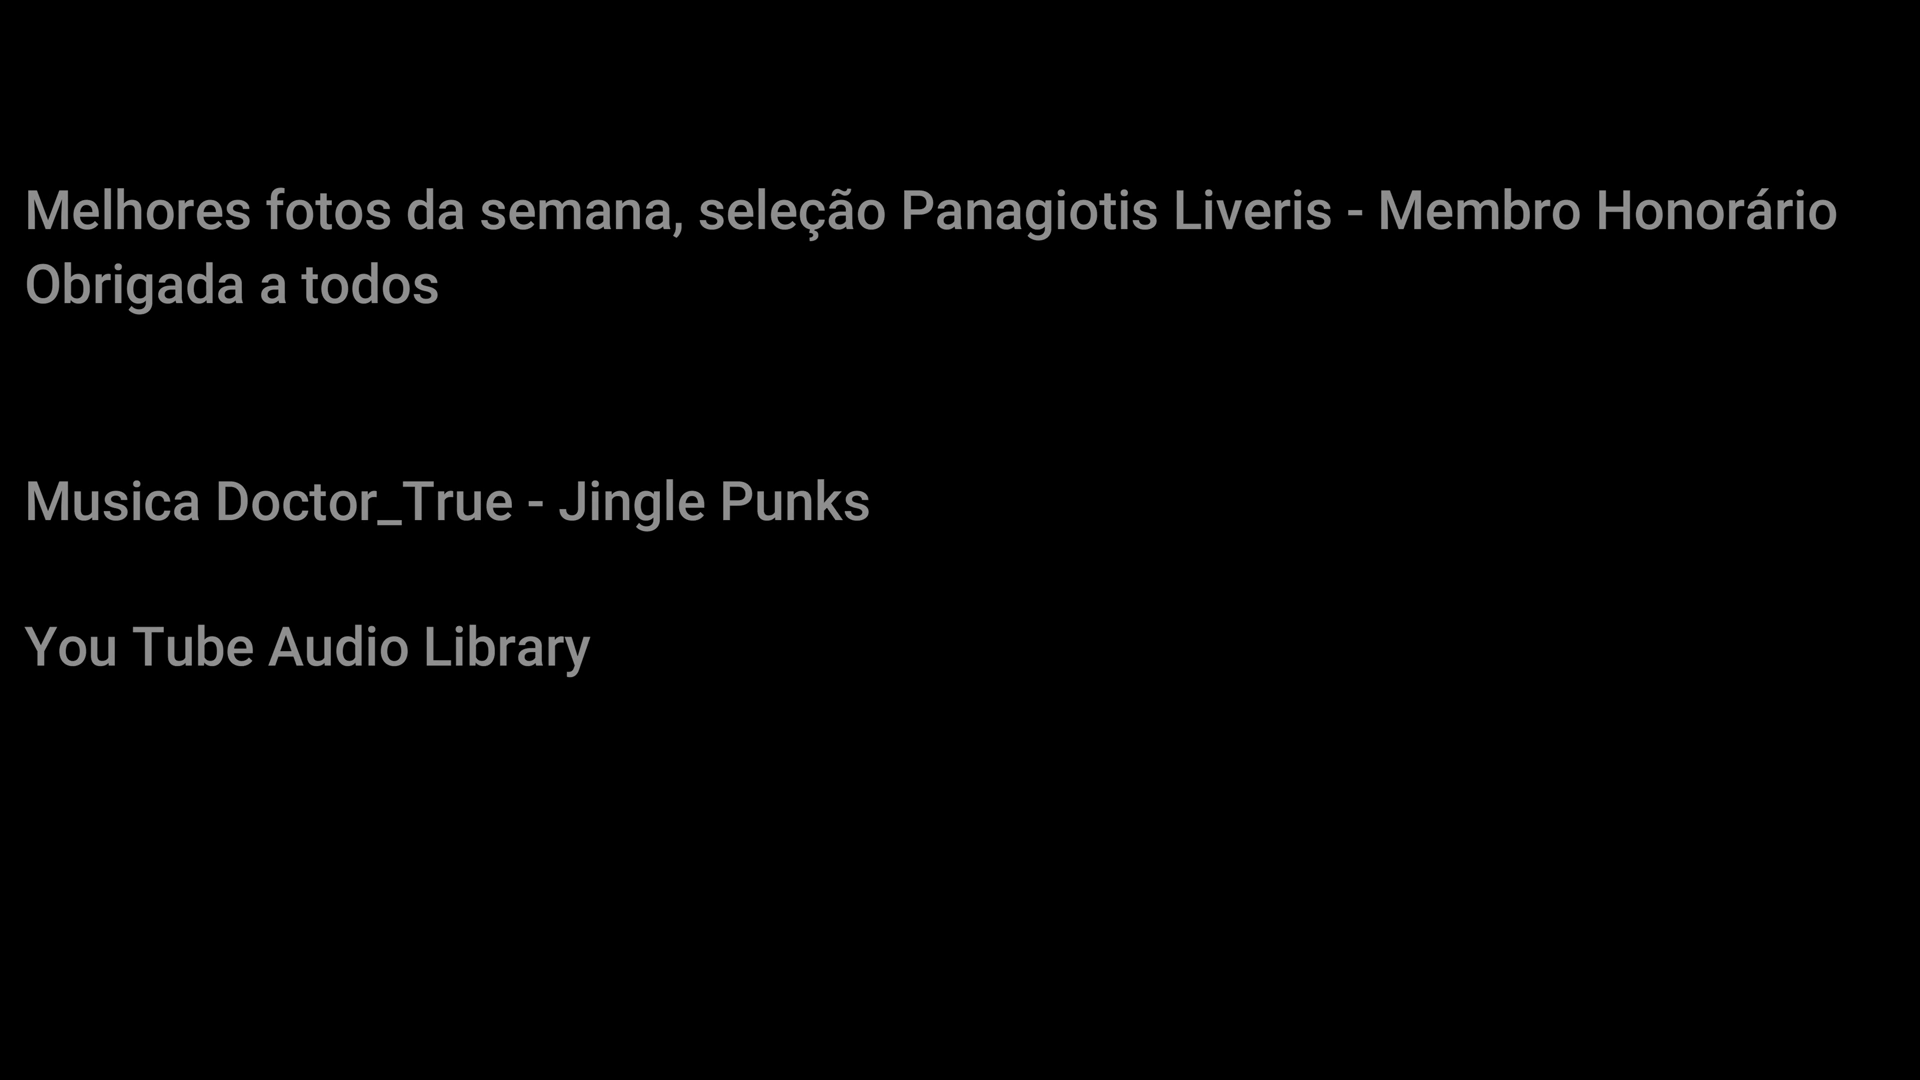 Melhores fotos da semana, seleção Panagiotis Liveris - Membro Honorário
Obrigada a todos
Musica Doctor_True - Jingle Punks
You Tube Audio Library